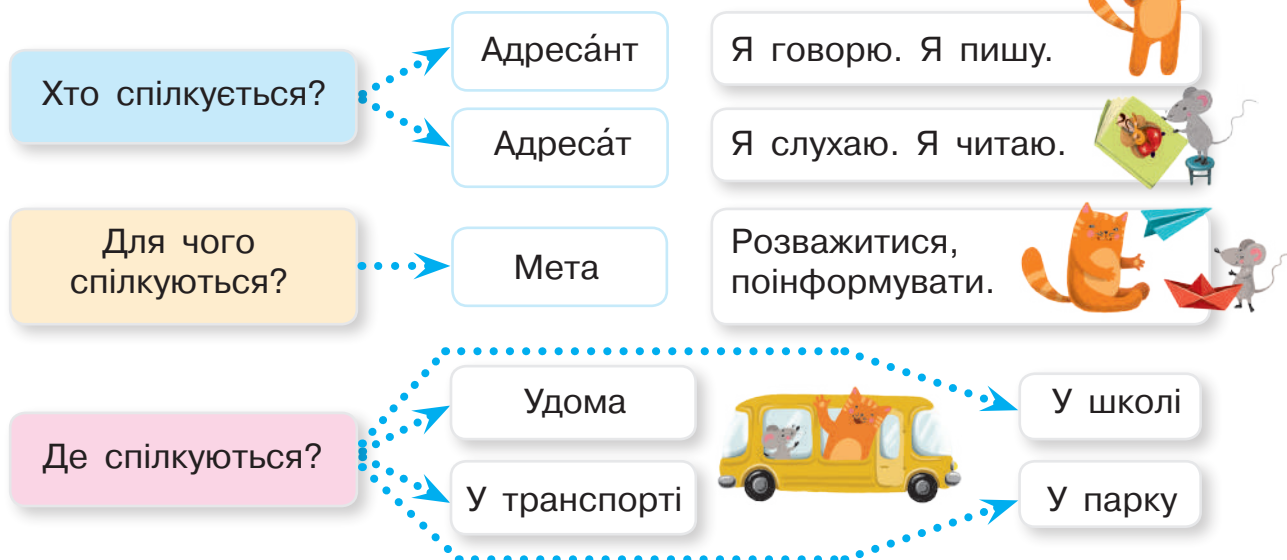 Хто спілкується?
Адреса́нт
Я говорю. Я пишу.
Адреса́т
Я слухаю. Я читаю.
Для чого
спілкуються?
Мета
Розважитися,
поінформувати.
Де спілкуються?
Удома
У школі
У транспорті
У парку